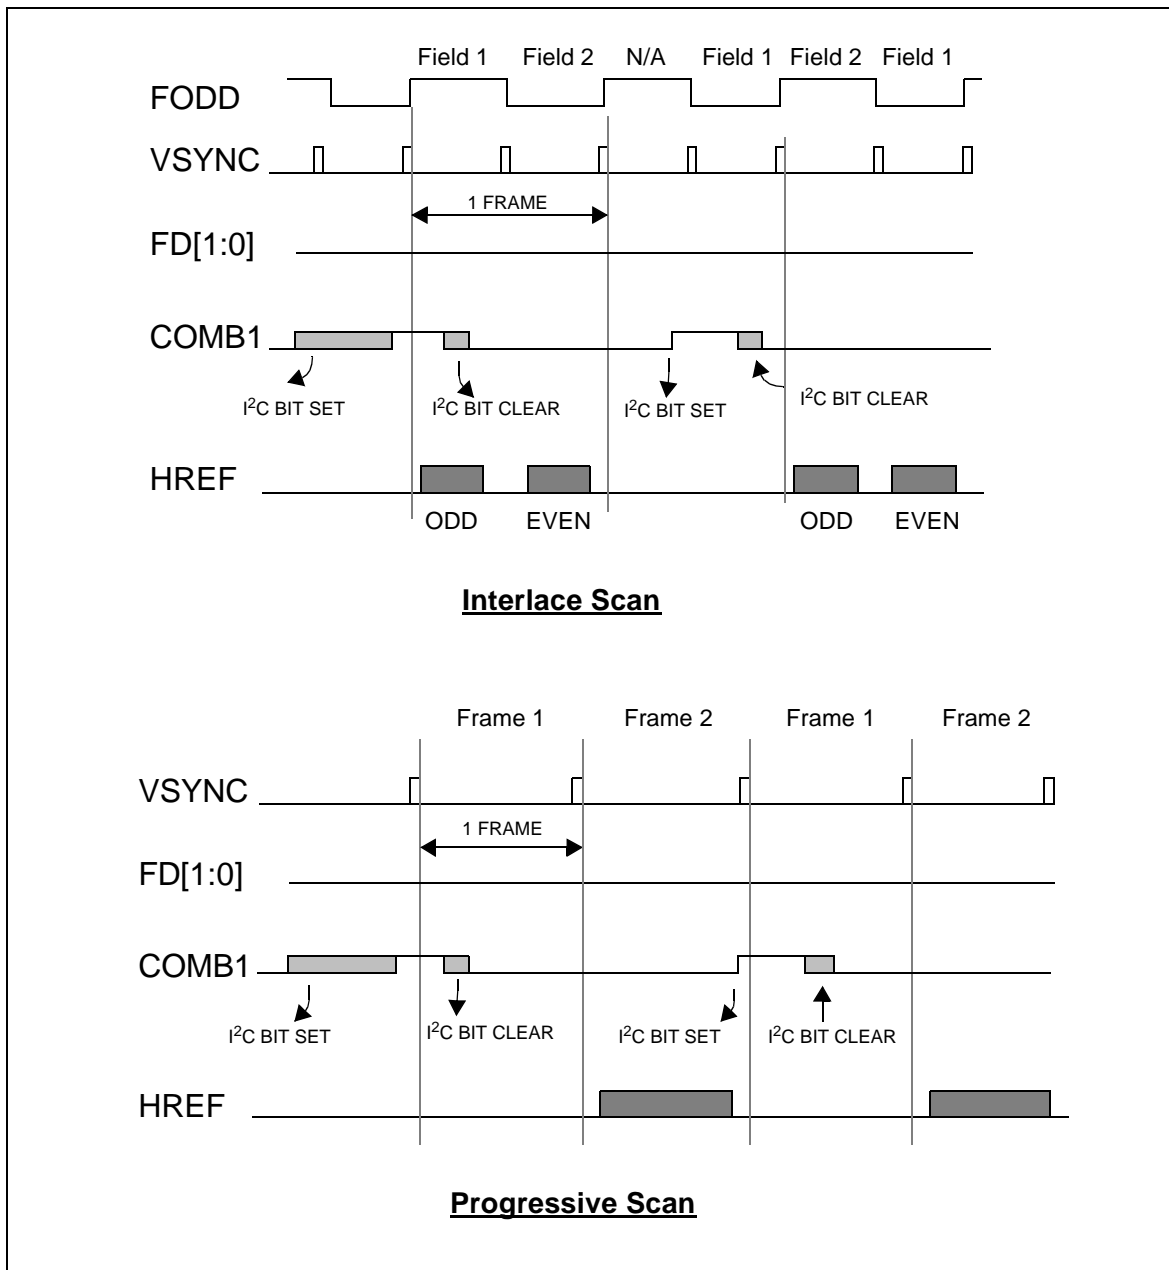 Field 1 Field 2 N/A Field 1 Field 2 Field 1
FODD
VSYNC
1 FRAME
FD[1:0]
COMB1
I²C BIT SET I²C BIT CLEAR I²C BIT SET I²C BIT CLEAR
HREF
ODD EVEN ODD EVEN
Interlace Scan
Frame 1 Frame 2 Frame 1 Frame 2
VSYNC
1 FRAME
FD[1:0]
COMB1
I²C BIT SET I²C BIT CLEAR I²C BIT SET I²C BIT CLEAR
HREF
Progressive Scan